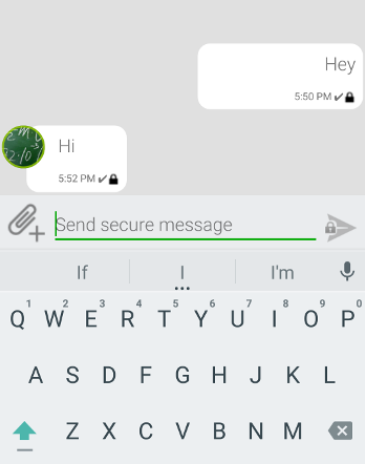 Hey
5:50 PM
Hi
5:52 PM
Send secure message
If I I'm
1 2 3 4 5 6 7 8 9 0
Q W E R T Y U I O P
A S D F G H J K L
Z X C V B N M